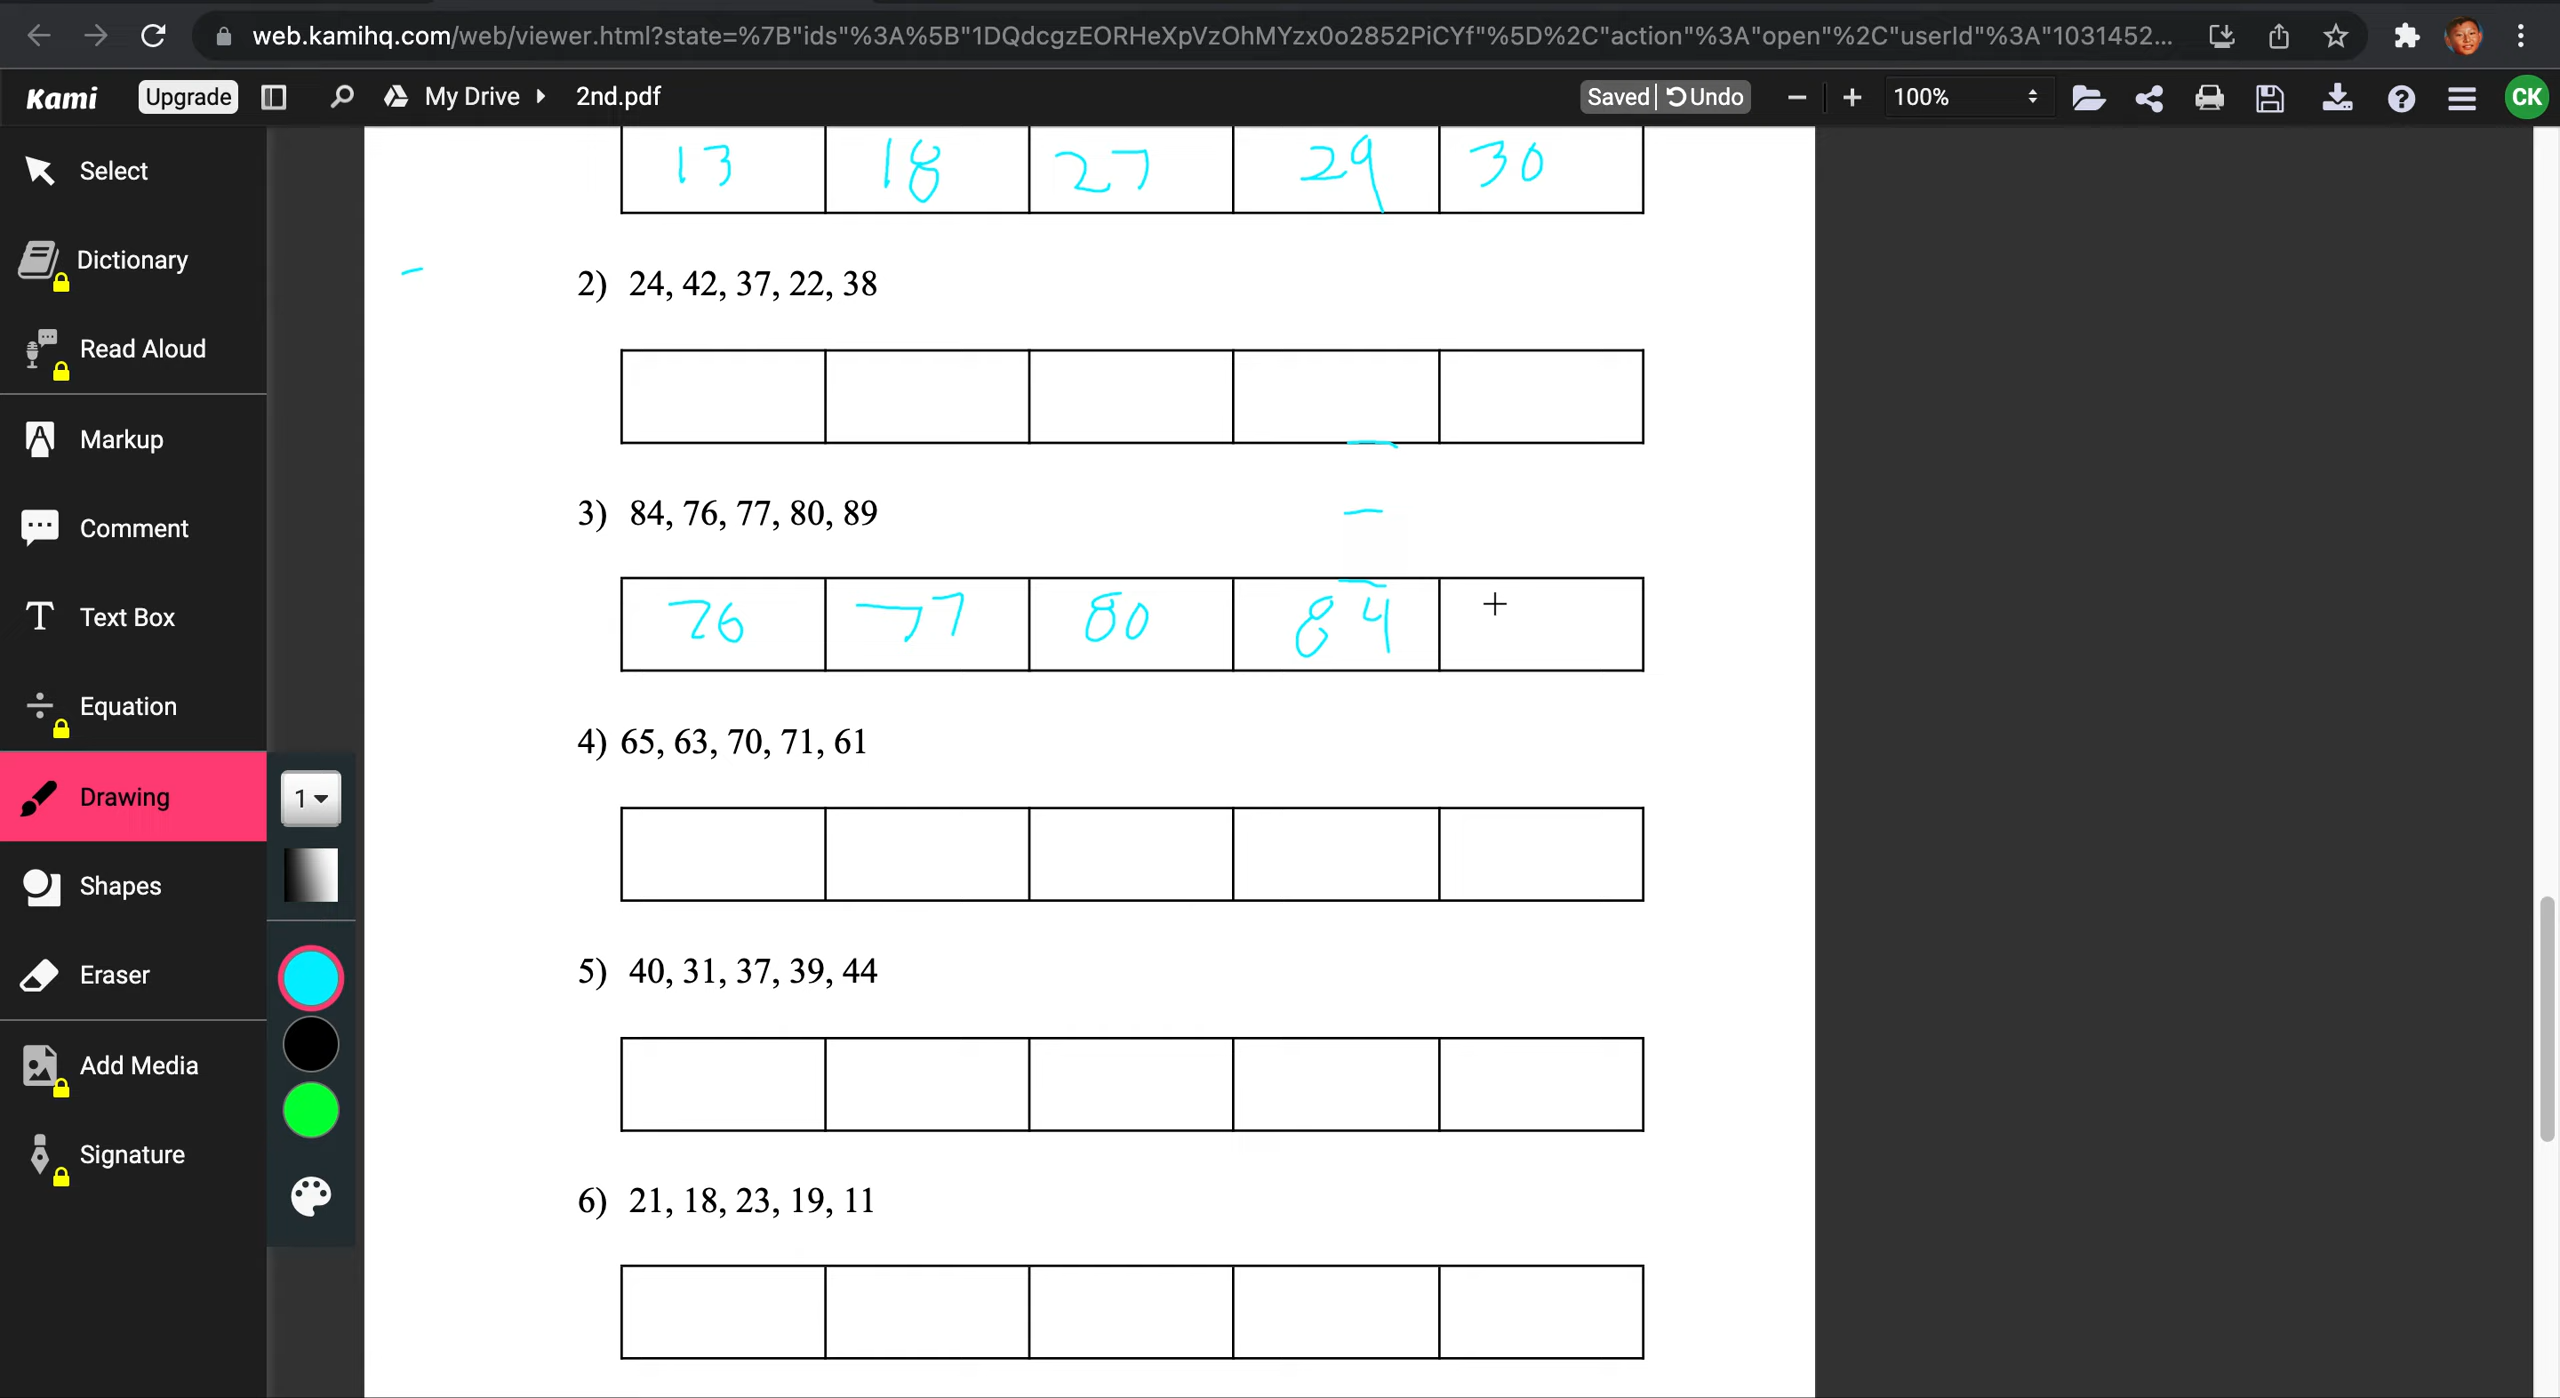 web.kamihq.com/web/viewer.html?state=%7B"ids"%3A%5B"1DQdcgzEORHeXpVzOhMYzx0o2852PiCYf"%5D%2C"action"%3A"open"%2C"userId"%3A"1031452...
Kami Upgrade My Drive 2nd.pdf Saved | Undo 100% CK
Select
Dictionary
Read Aloud
Markup
Comment
Text Box
Equation
Drawing
1
Shapes
Eraser
Add Media
Signature
13 18 27 29 30
2) 24, 42, 37, 22, 38
3) 84, 76, 77, 80, 89
76 77 80 84
4) 65, 63, 70, 71, 61
5) 40, 31, 37, 39, 44
6) 21, 18, 23, 19, 11